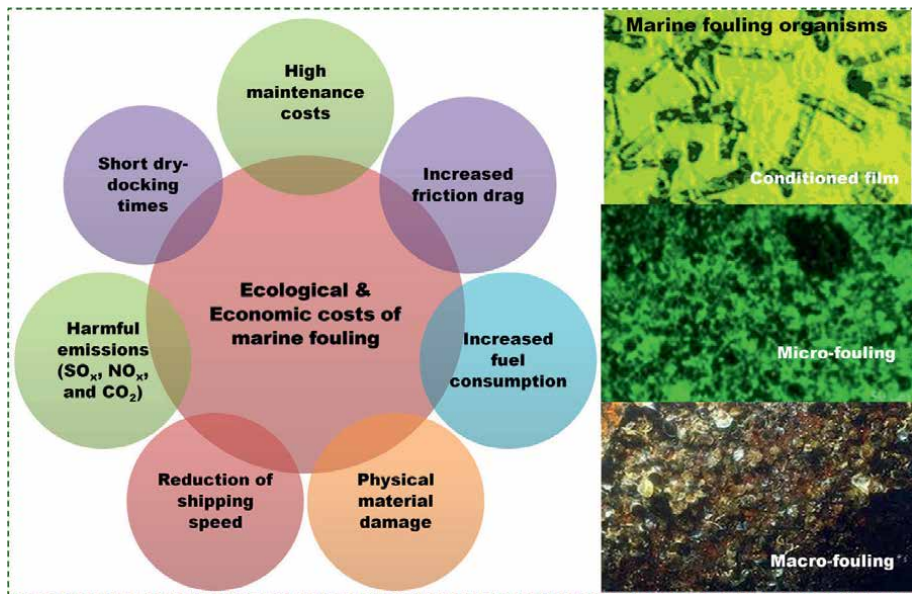 High
maintenance
costs
Increased
friction drag
Increased
fuel
consumption
Physical
material
damage
Reduction of
shipping
speed
Harmful
emissions
(SOₓ, NOₓ,
and CO₂)
Short dry-
docking
times
Ecological &
Economic costs of
marine fouling
Marine fouling organisms
Conditioned film
Micro-fouling
Macro-fouling